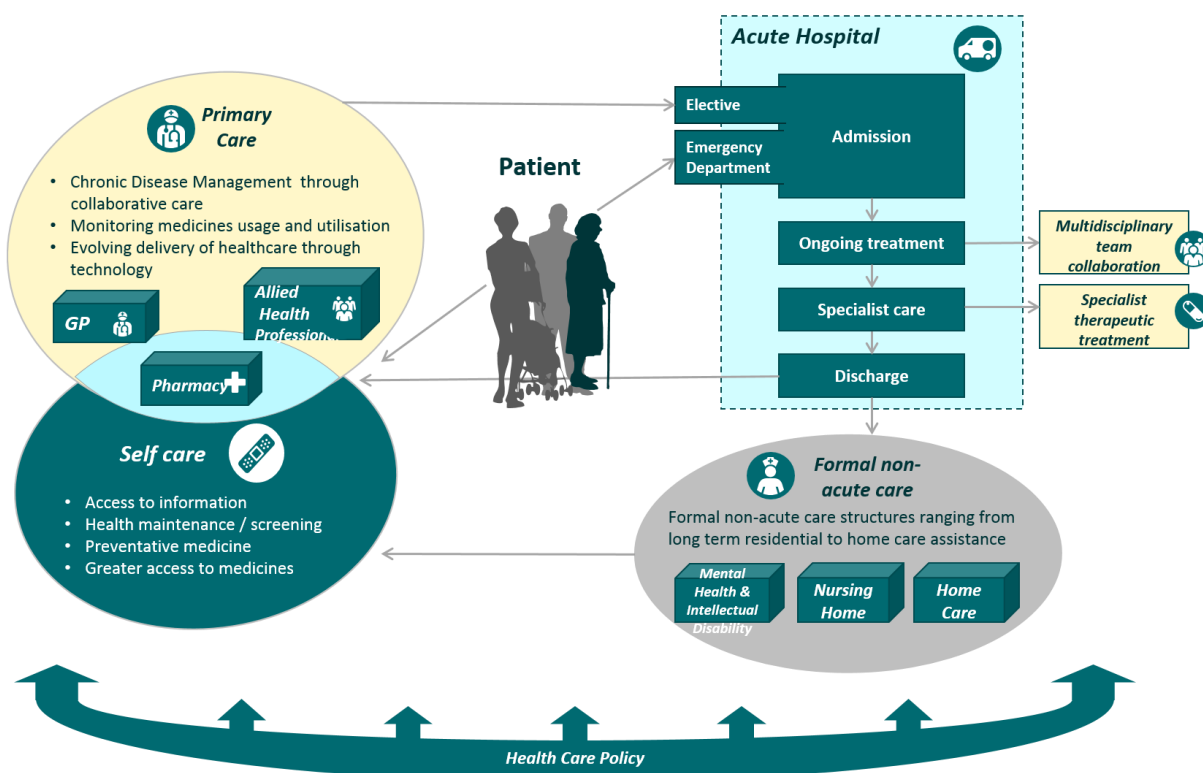 Primary
Care
Chronic Disease Management through
collaborative care
Monitoring medicines usage and utilisation
Evolving delivery of healthcare through
technology
GP
Allied
Health
Pharmacy
Self care
Access to information
Health maintenance / screening
Preventative medicine
Greater access to medicines
Patient
Acute Hospital
Elective
Emergency
Department
Admission
Ongoing treatment
Specialist care
Discharge
Multidisciplinary
team
collaboration
Specialist
therapeutic
treatment
Formal non-
acute care
Formal non-acute care structures ranging from
long term residential to home care assistance
Mental
Health &
Intellectual
Disability
Nursing
Home
Home
Care
Health Care Policy